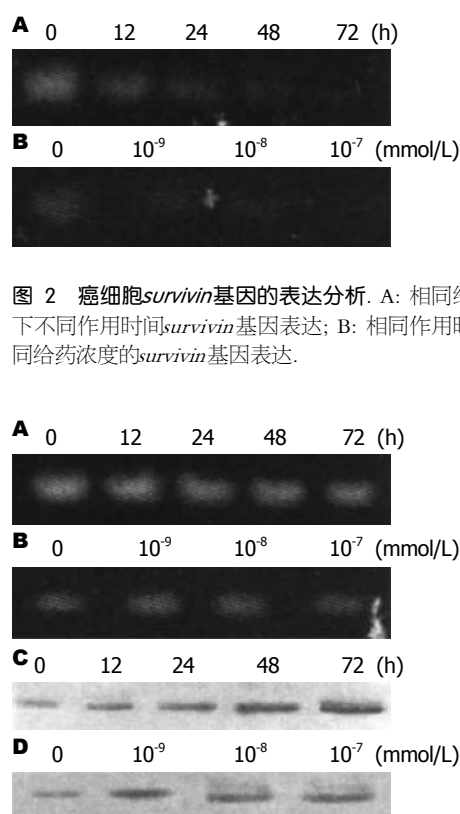 A 0 12 24 48 72 (h)
B 0 10⁻⁹ 10⁻⁸ 10⁻⁷ (mmol/L)
图 2 癌细胞survivin基因的表达分析. A: 相同
下不同作用时间survivin基因表达; B: 相同作用
同给药浓度的survivin基因表达.
A 0 12 24 48 72 (h)
B 0 10⁻⁹ 10⁻⁸ 10⁻⁷ (mmol/L)
C 0 12 24 48 72 (h)
D 0 10⁻⁹ 10⁻⁸ 10⁻⁷ (mmol/L)